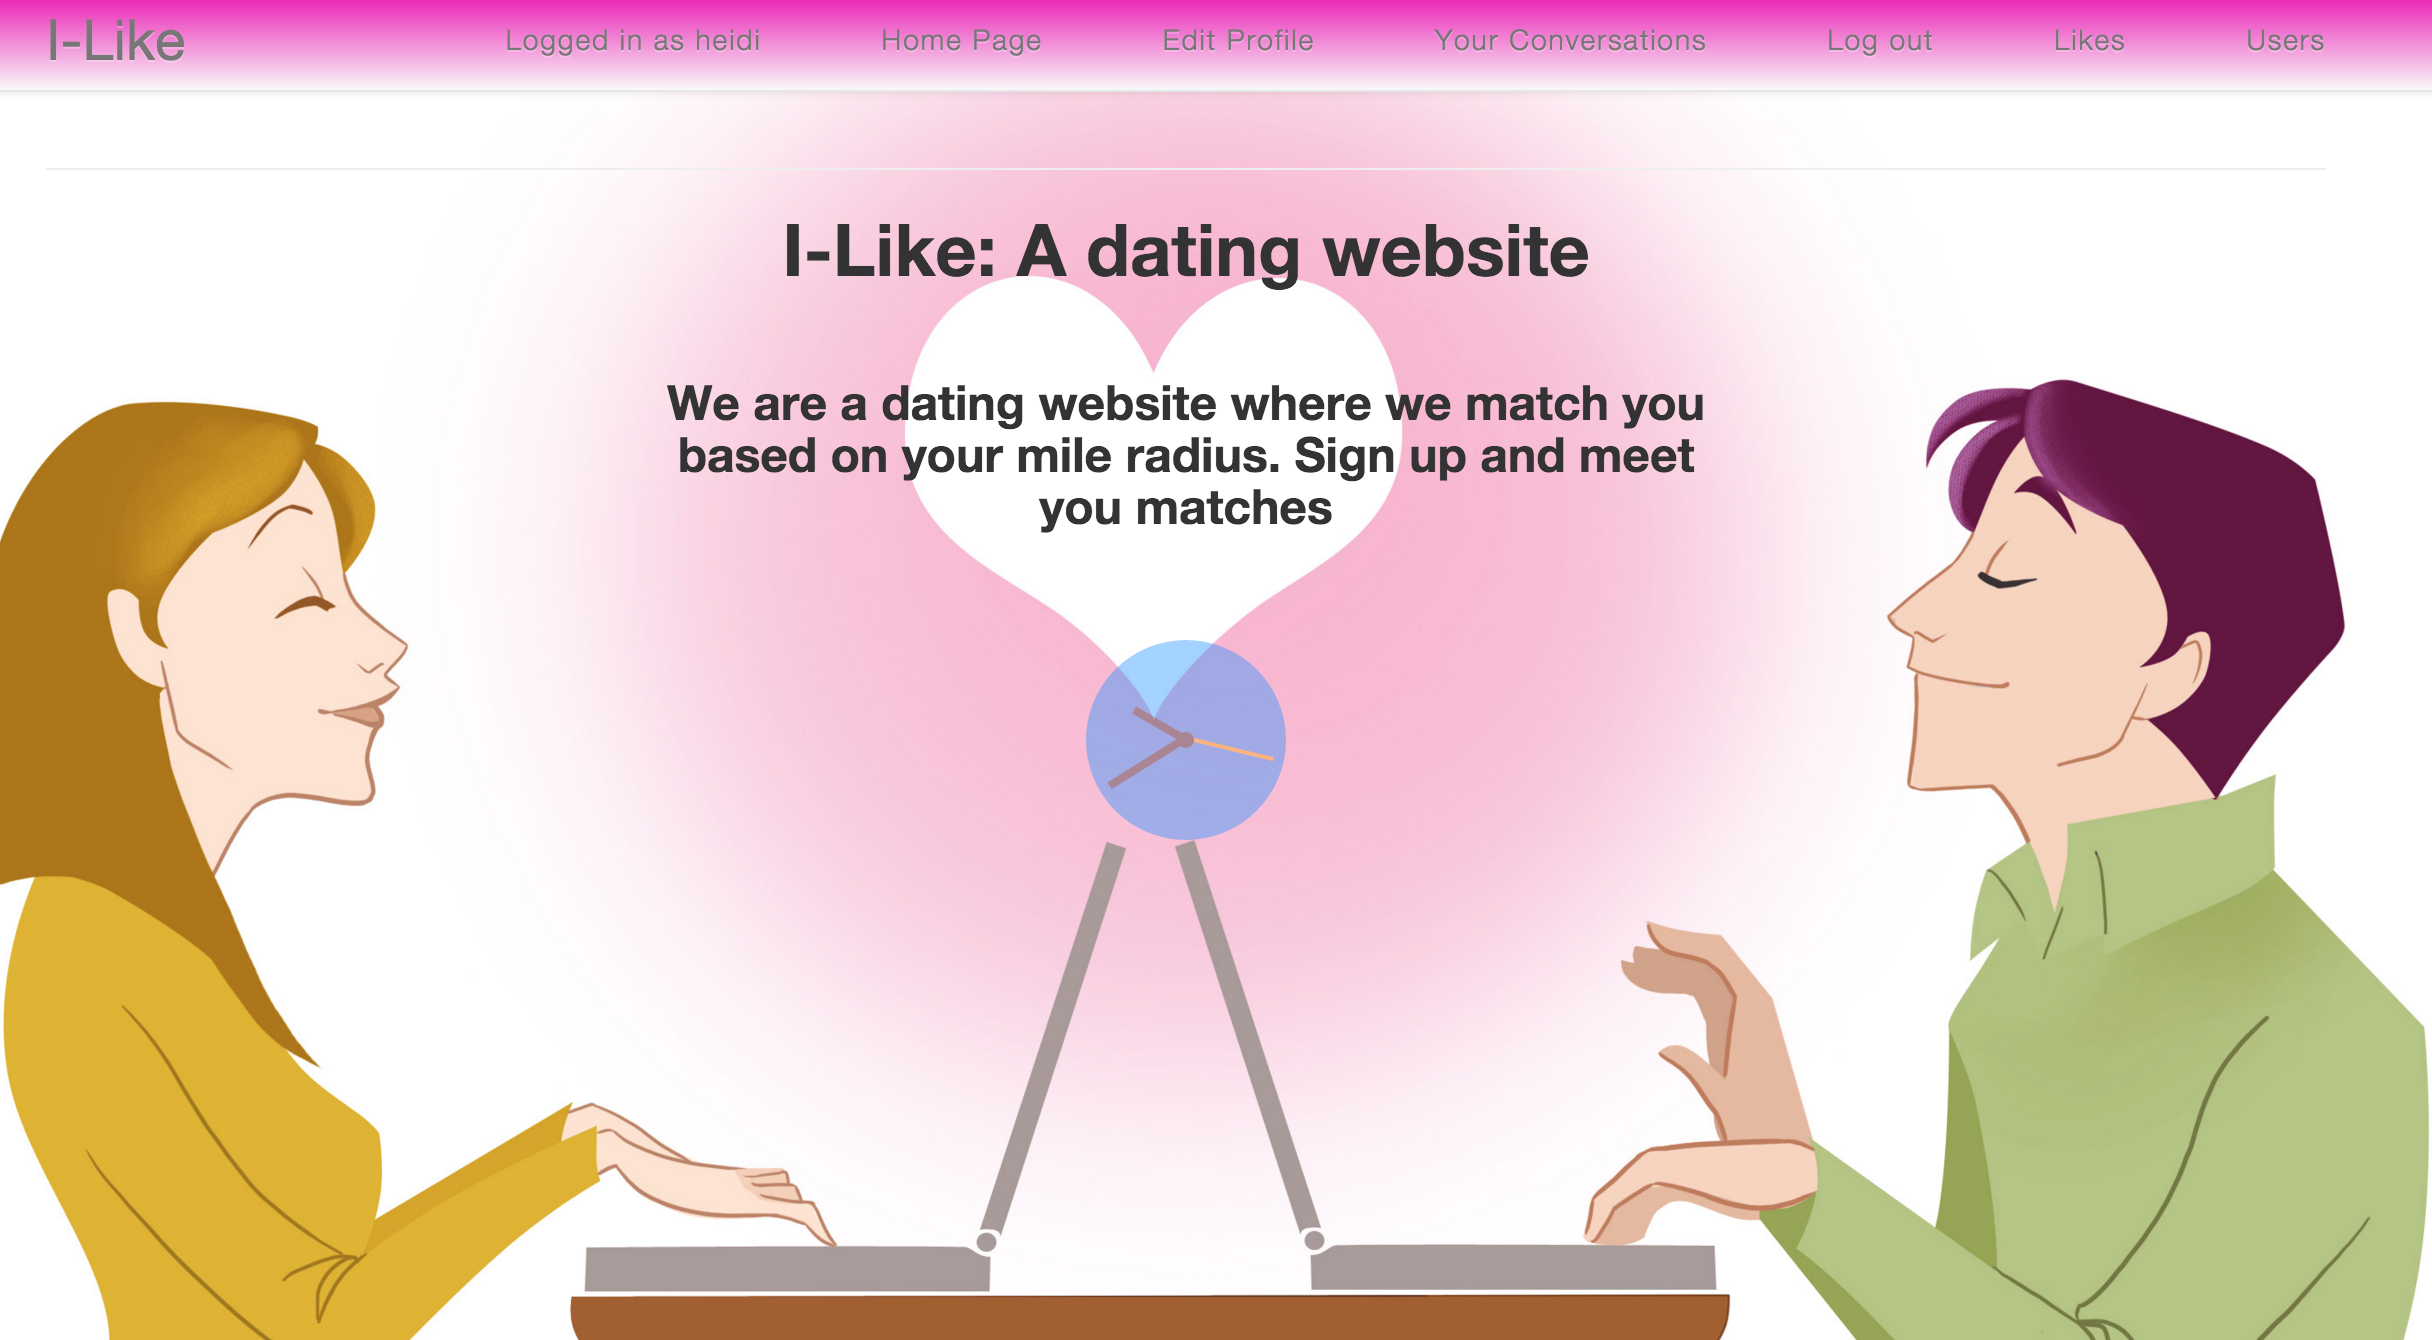 I-Like Logged in as heidi Home Page Edit Profile Your Conversations Log out Likes Users
I-Like: A dating website
We are a dating website where we match you
based on your mile radius. Sign up and meet
you matches